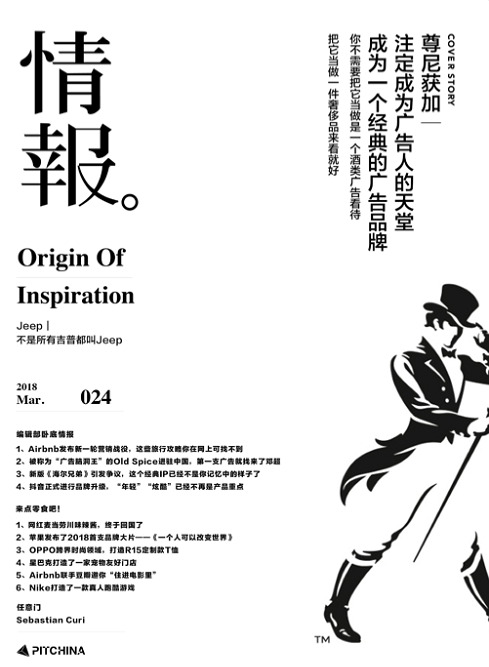 情
報。
Origin Of
Inspiration
Jeep |
不是所有吉普都叫Jeep
2018
Mar.
024
COVER STORY
尊尼获加——
注定成为广告人的天堂
成为一个经典的广告品牌
你不需要把它当做是一个酒类广告看待
把它当做一件奢侈品来看就好
编辑部卧底情报
1、Airbnb发布新一轮营销战役，这些旅行攻略你在网上可找不到
2、被称为“广告脑洞王”的Old Spice进驻中国，第一支广告就找来了邓超
3、新版《海尔兄弟》引发争议，这个经典IP已经不是你记忆中的样子了
4、抖音正式进行品牌升级，“年轻”“炫酷”已经不再是产品重点
来点零食吧！
1、网红麦当劳川味辣酱，终于回国了
2、苹果发布了2018首支品牌大片——《一个人可以改变世界》
3、OPPO跨界时尚领域，打造R15定制款T恤
4、星巴克打造了一家宠物友好门店
5、Airbnb联手豆瓣邀你“住进电影里”
6、Nike打造了一款真人跑酷游戏
任意门
Sebastian Curi
PITCHINA
TM